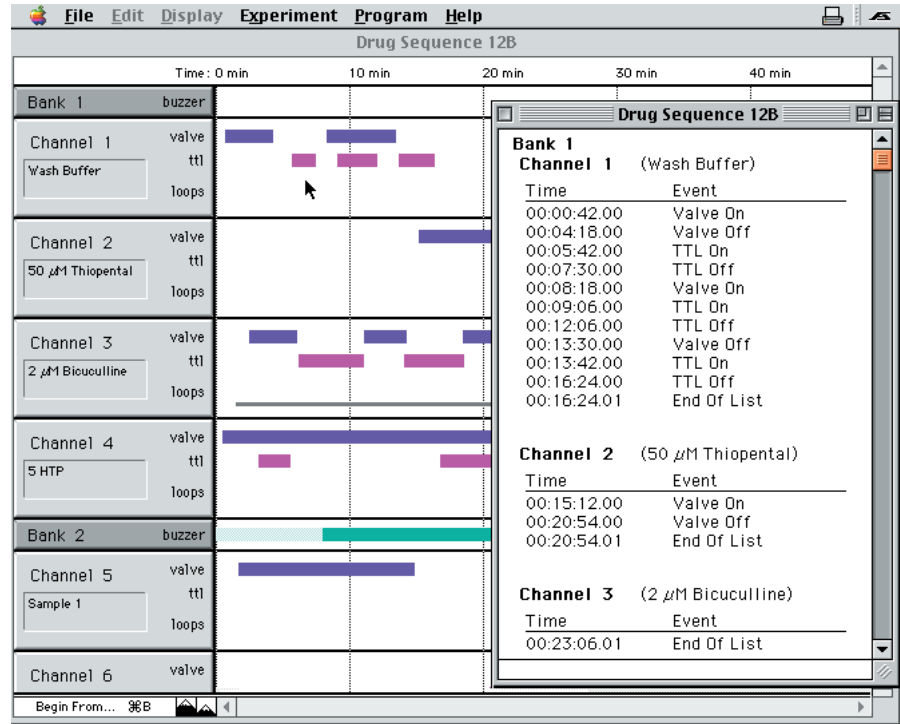 File Edit Display Experiment Program Help
Drug Sequence 12B
Time: 0 min 10 min 20 min 30 min 40 min
Bank 1 buzzer
Channel 1 valve
Wash Buffer
ttl
loops
Channel 2 valve
50 µM Thiopental
ttl
loops
Channel 3 valve
2 µM Bicuculline
ttl
loops
Channel 4 valve
5 HTP
ttl
loops
Bank 2 buzzer
Channel 5 valve
Sample 1
ttl
loops
Channel 6 valve
Begin From... ⌘B
Drug Sequence 12B
Bank 1
Channel 1 (Wash Buffer)
Time Event
00:00:42.00 Valve On
00:04:18.00 Valve Off
00:05:42.00 TTL On
00:07:30.00 TTL Off
00:08:18.00 Valve On
00:09:06.00 TTL On
00:12:06.00 TTL Off
00:13:30.00 Valve Off
00:13:42.00 TTL On
00:16:24.00 TTL Off
00:16:24.01 End Of List
Channel 2 (50 µM Thiopental)
Time Event
00:15:12.00 Valve On
00:20:54.00 Valve Off
00:20:54.01 End Of List
Channel 3 (2 µM Bicuculline)
Time Event
00:23:06.01 End Of List